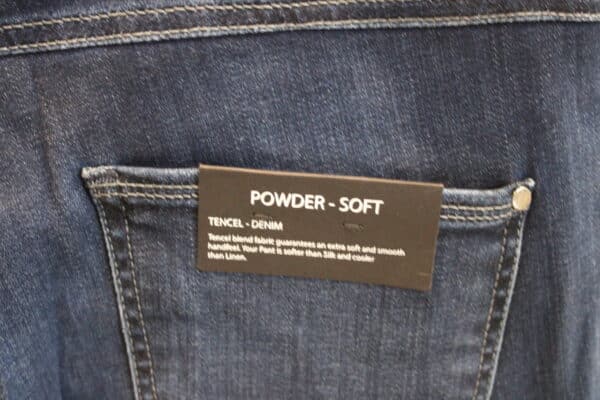 POWDER - SOFT
TENCEL - DENIM
Tencel blend fabric guarantees an extra soft and smooth
handfeel. Your Pant is softer than Silk and cooler
than Linen.